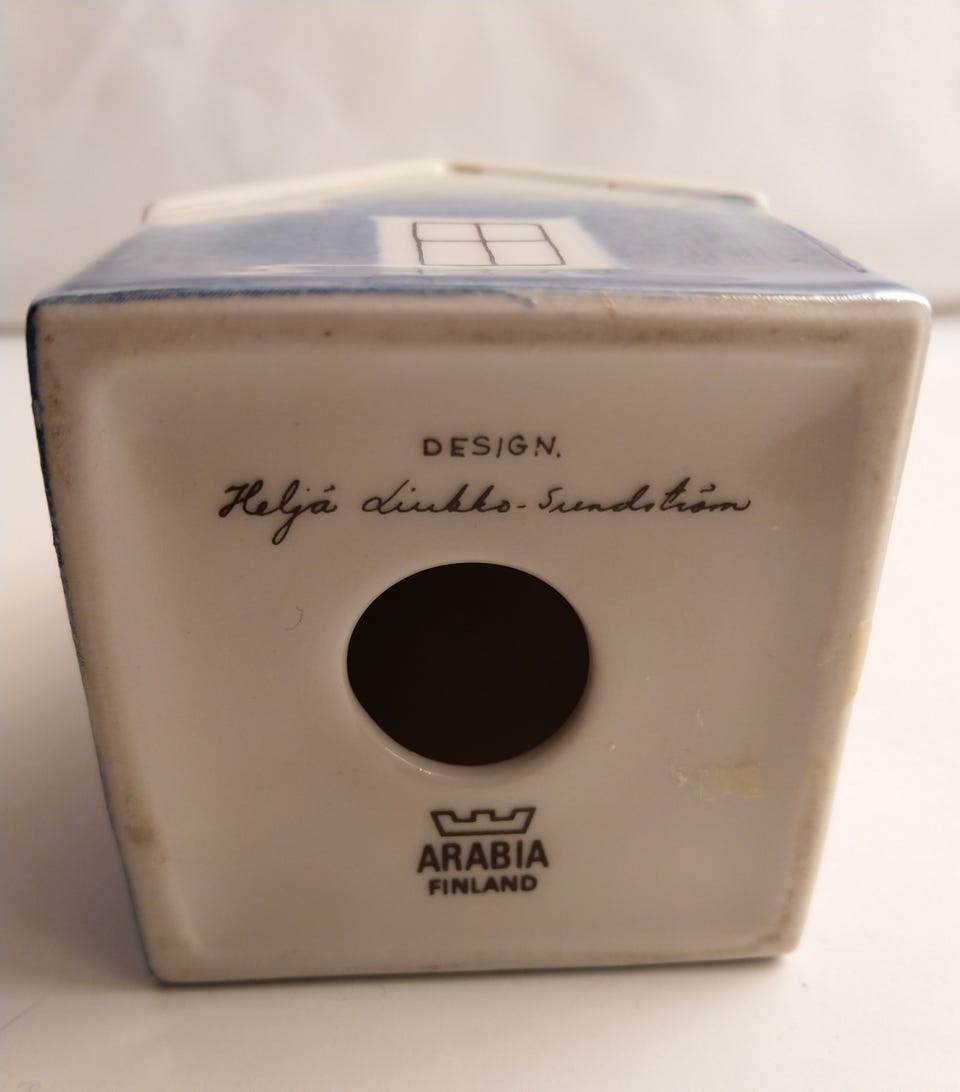 DESIGN.
Heljä Liukko-Sundström
ARABIA
FINLAND